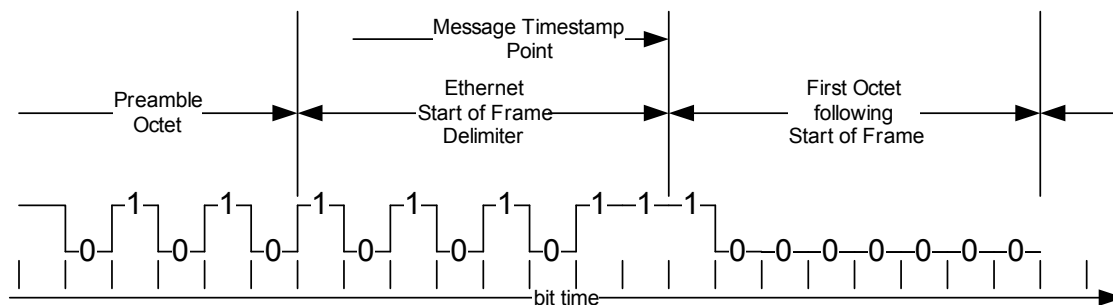 Message Timestamp
Point
Preamble
Octet
Ethernet
Start of Frame
Delimiter
First Octet
following
Start of Frame
0 1 0 1 0 1 0 1 0 1 0 1 1 1 0 0 0 0 0 0 0
bit time